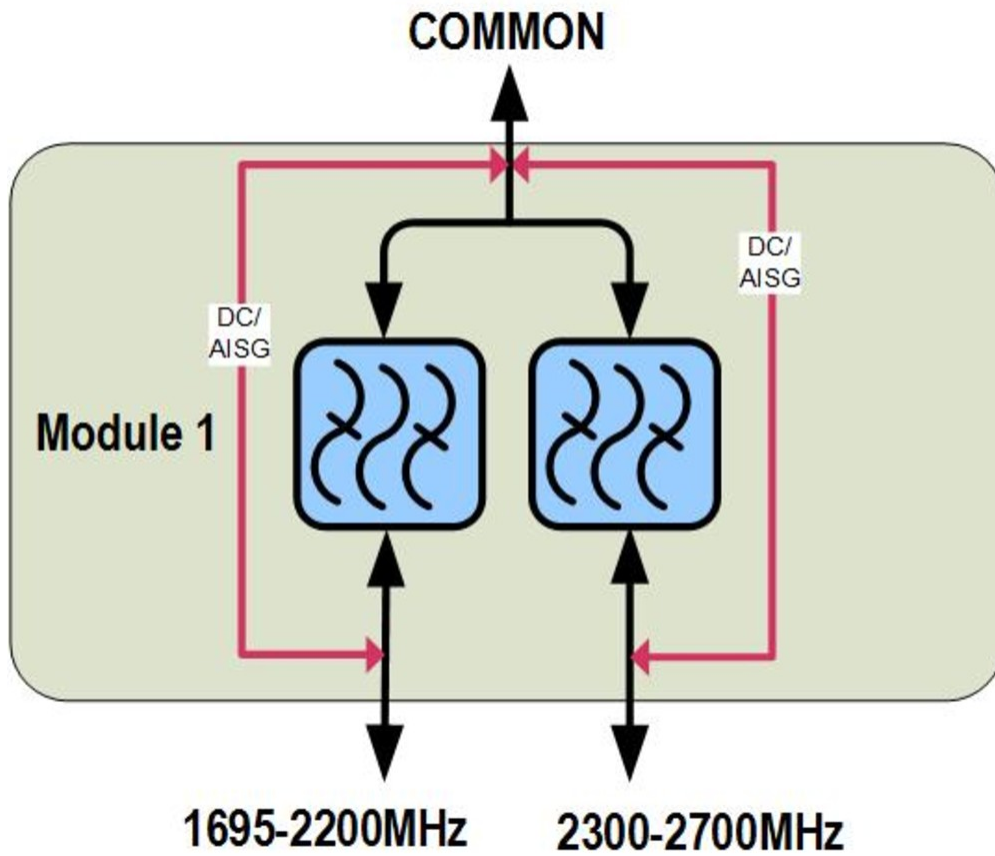 COMMON
DC/
AISG
DC/
AISG
Module 1
1695-2200MHz
2300-2700MHz